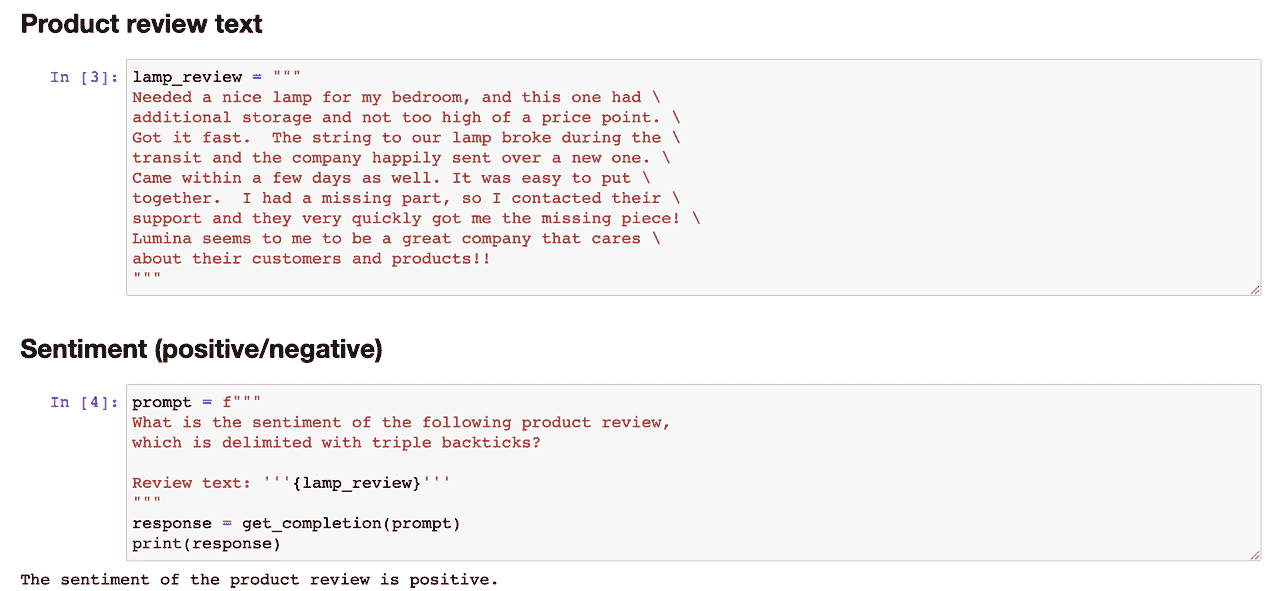 Product review text
In [3]: lamp_review = """
Needed a nice lamp for my bedroom, and this one had \
additional storage and not too high of a price point. \
Got it fast.  The string to our lamp broke during the \
transit and the company happily sent over a new one. \
Came within a few days as well. It was easy to put \
together.  I had a missing part, so I contacted their \
support and they very quickly got me the missing piece! \
Lumina seems to me to be a great company that cares \
about their customers and products!!
"""
Sentiment (positive/negative)
In [4]: prompt = f"""
What is the sentiment of the following product review,
which is delimited with triple backticks?
Review text: '''{lamp_review}'''
"""
response = get_completion(prompt)
print(response)
The sentiment of the product review is positive.